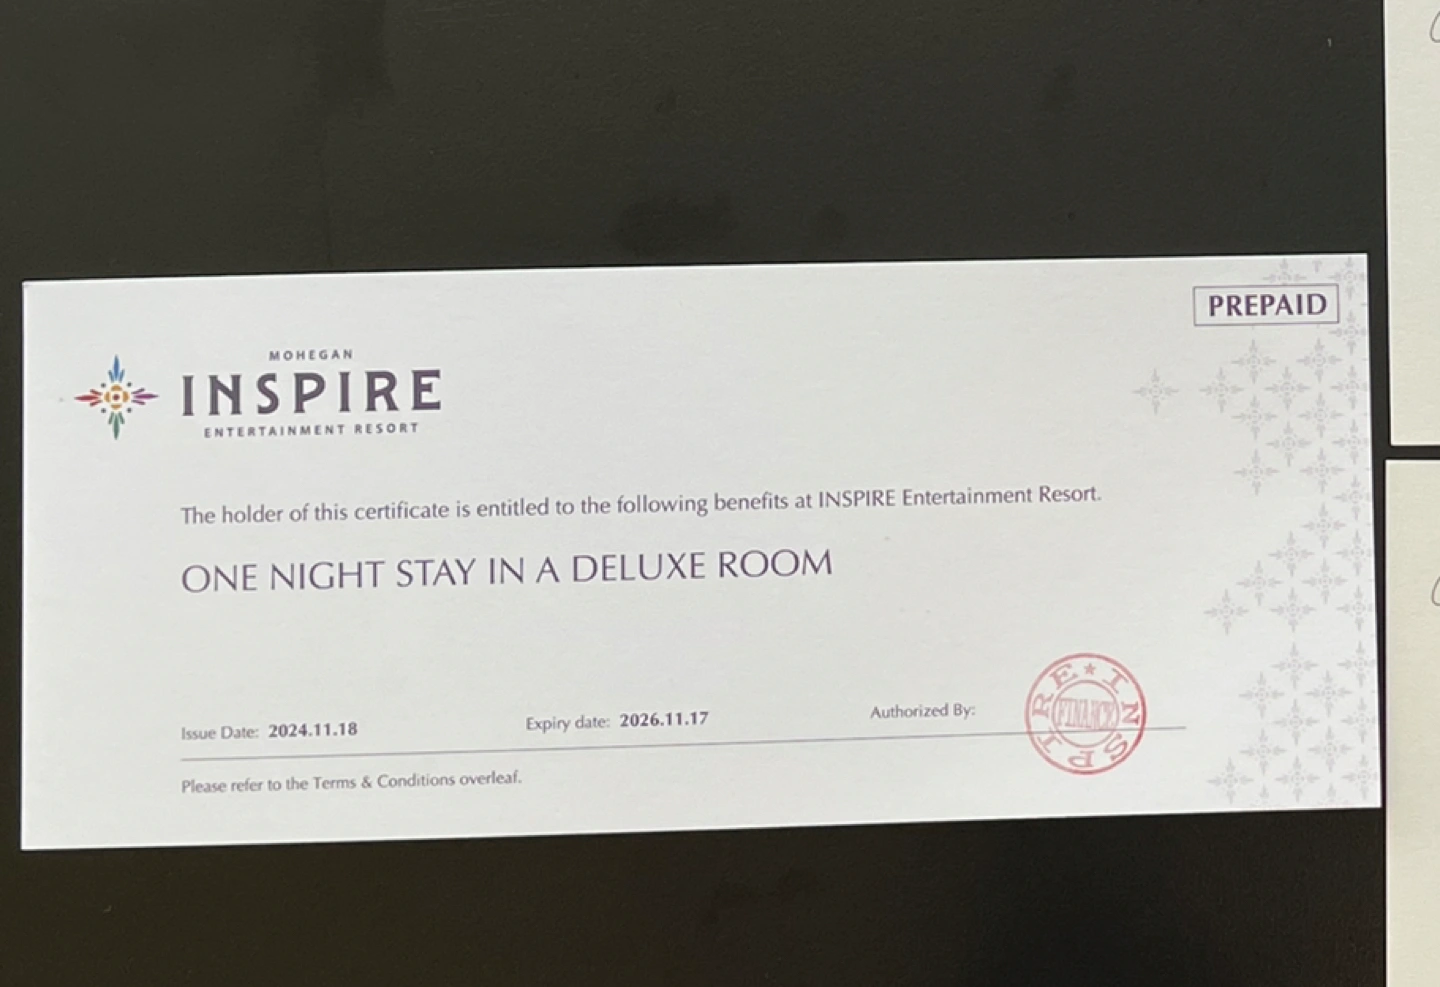 PREPAID
MOHEGAN
INSPIRE
ENTERTAINMENT RESORT
The holder of this certificate is entitled to the following benefits at INSPIRE Entertainment Resort.
ONE NIGHT STAY IN A DELUXE ROOM
Issue Date: 2024.11.18 Expiry date: 2026.11.17 Authorized By:
INSPIRE
FINANCE
Please refer to the Terms & Conditions overleaf.